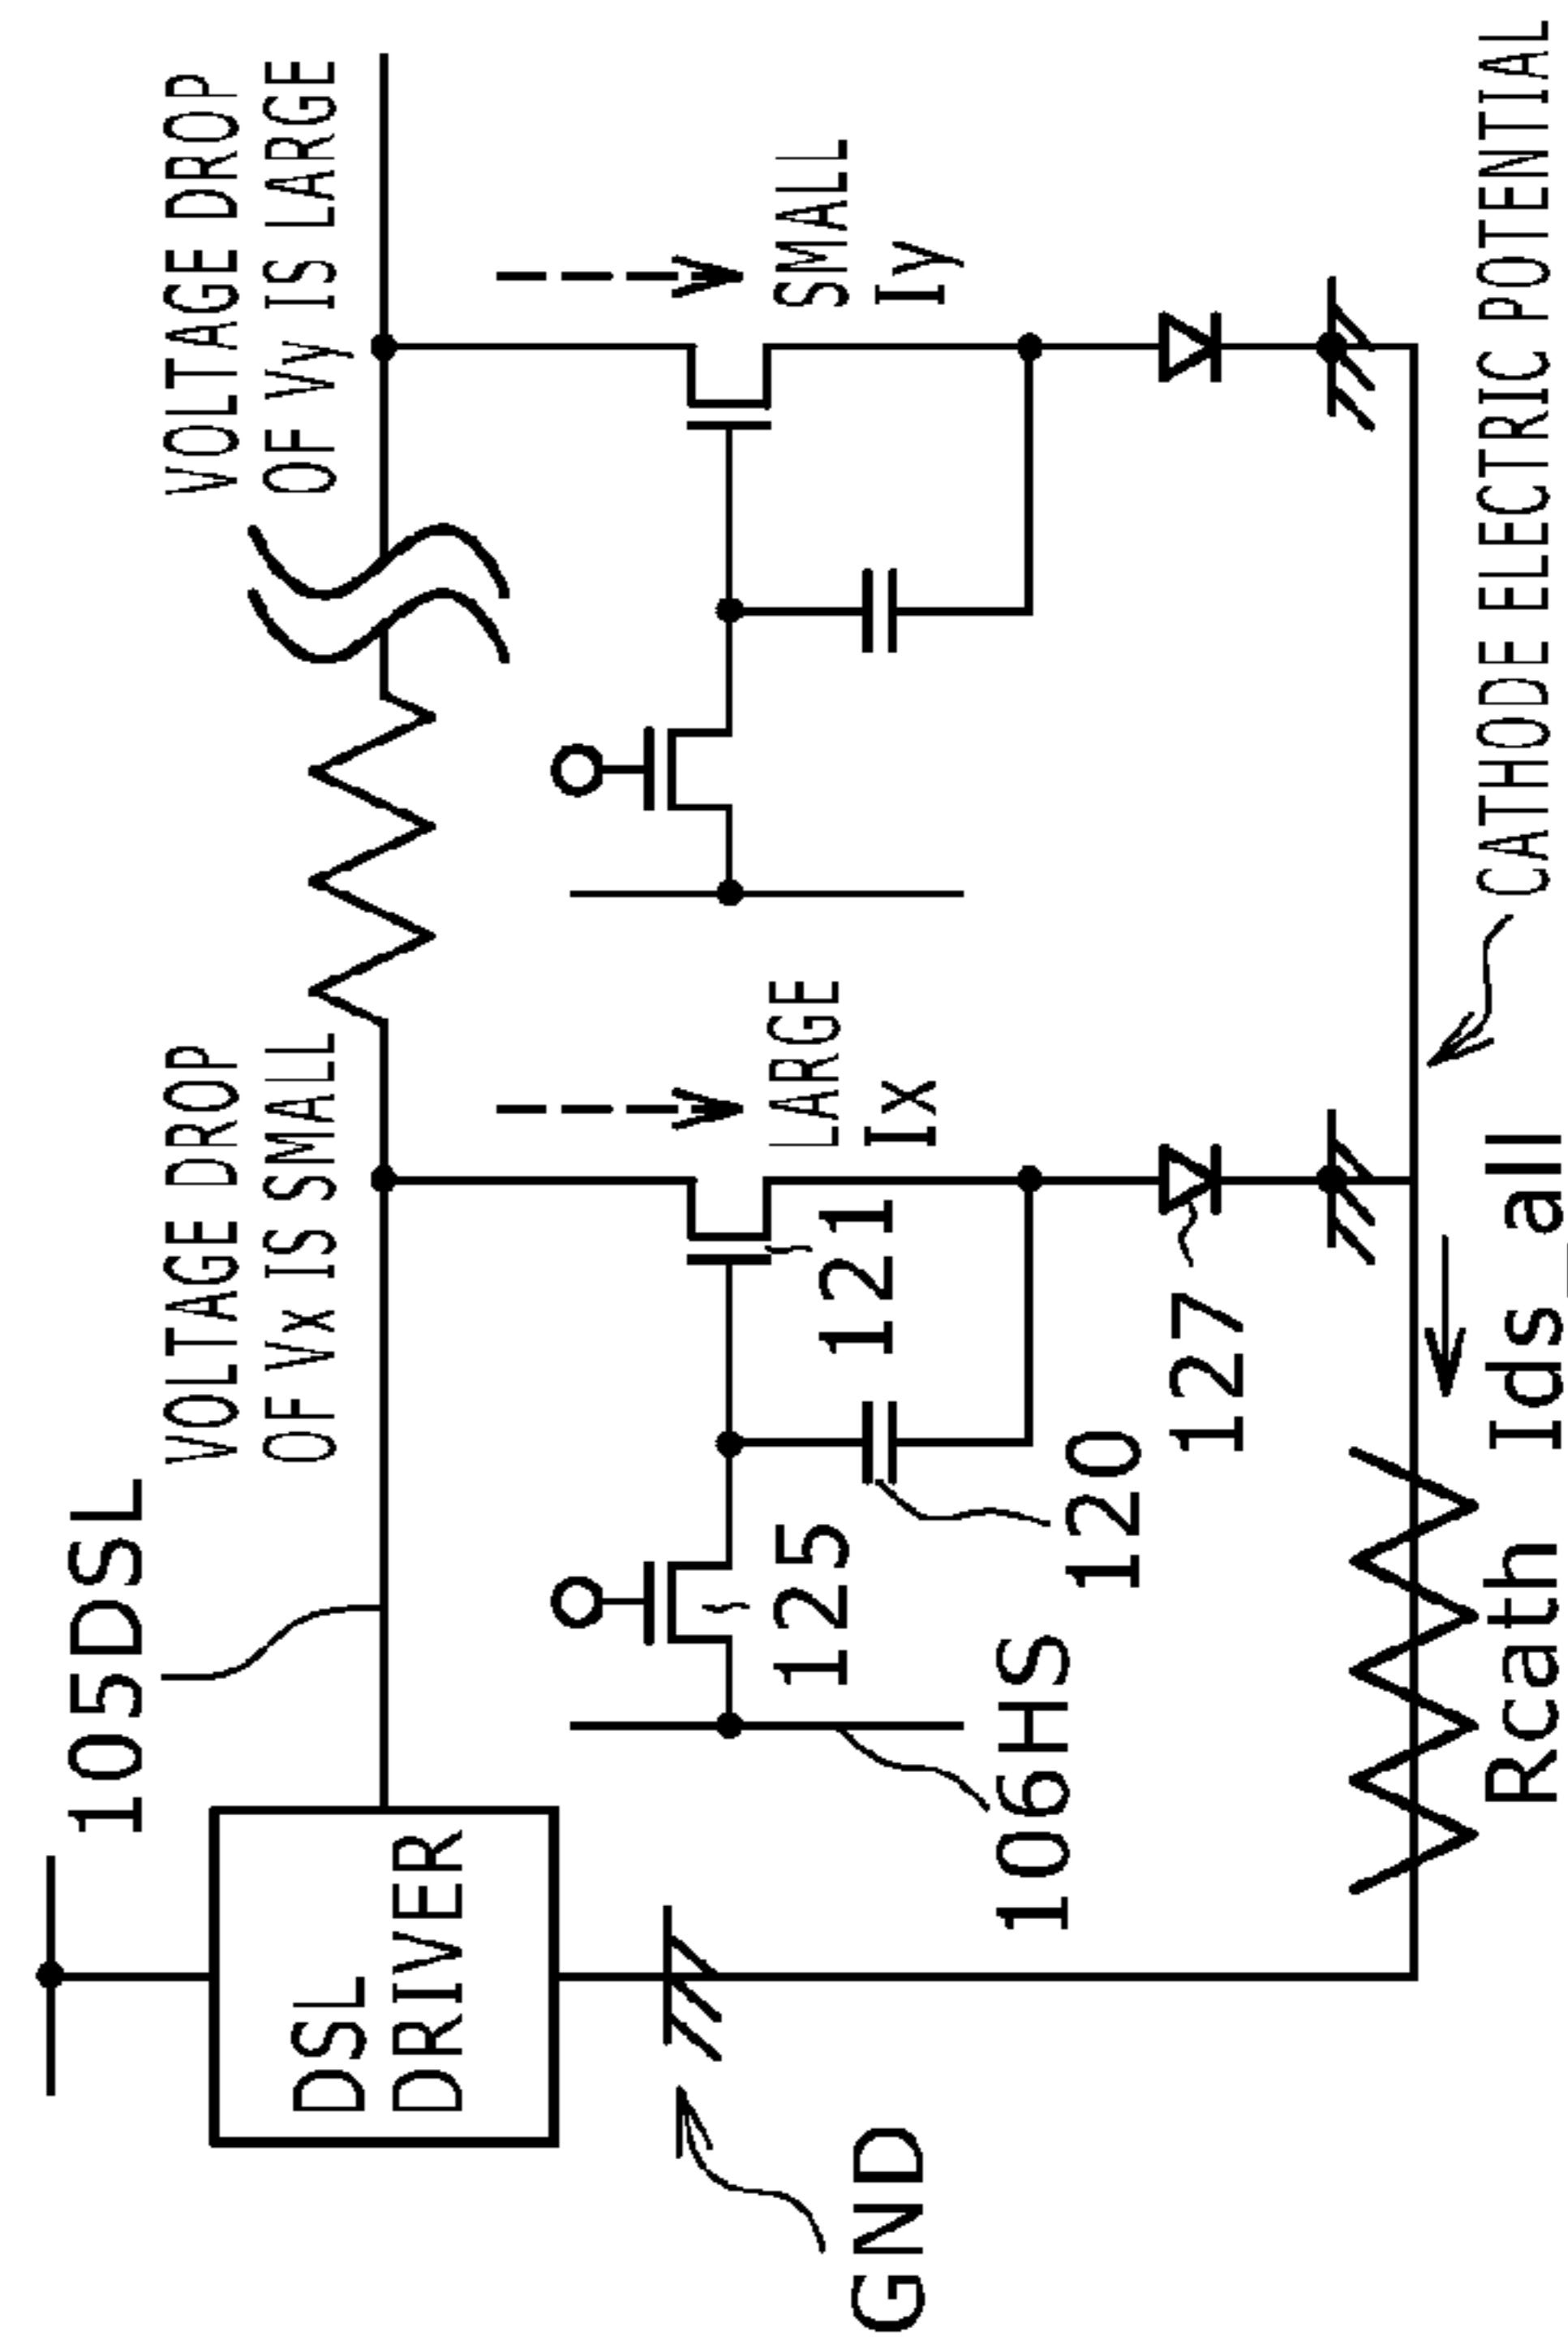 105DSL
VOLTAGE DROP
OF Vx IS SMALL
VOLTAGE DROP
OF Vy IS LARGE
DSL
DRIVER
125
121
LARGE
Ix
SMALL
Iy
120
106HS
127
GND
Rcath
Ids_all
CATHODE ELECTRIC POTENTIAL